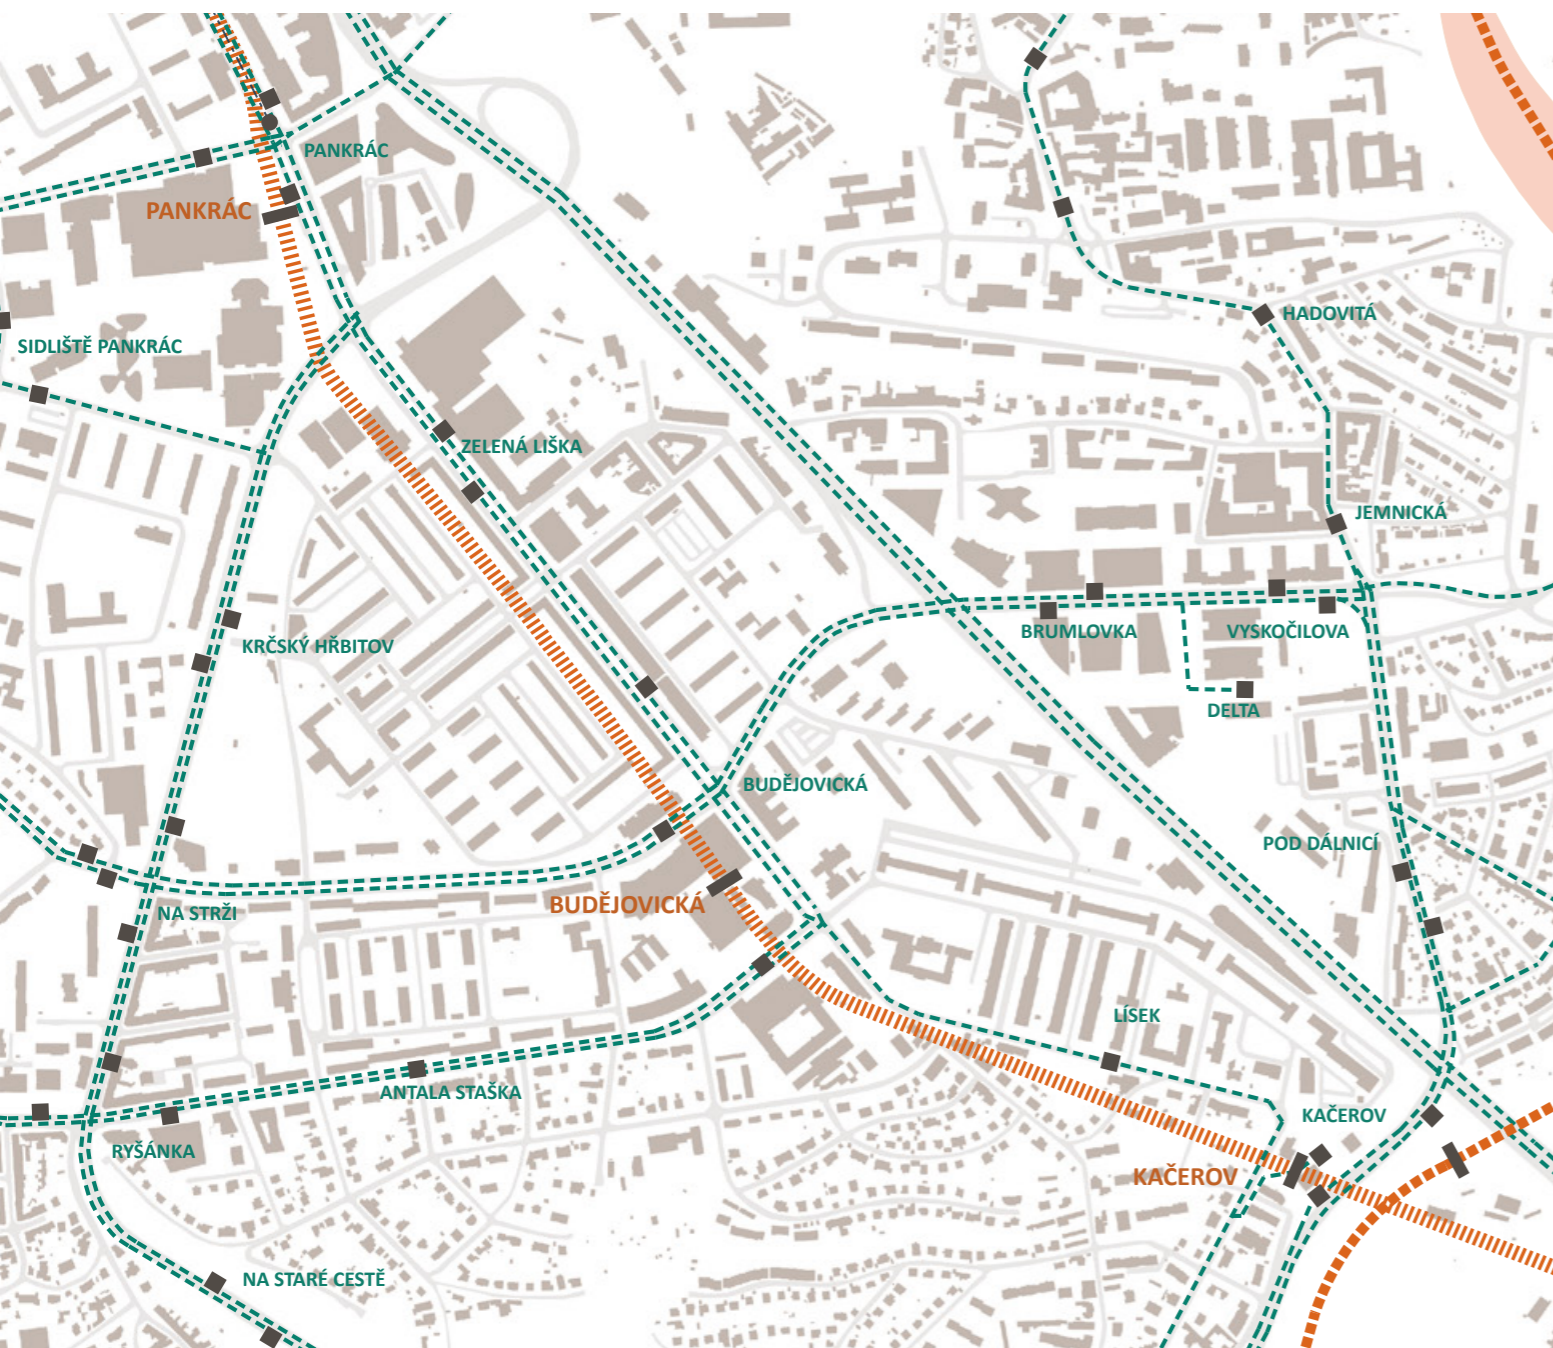 PANKRÁC
PANKRÁC
HADOVITÁ
SIDLIŠTĚ PANKRÁC
ZELENÁ LIŠKA
JEMNICKÁ
BRUMLOVKA
VYSKOČILOVA
KRČSKÝ HŘBITOV
DELTA
BUDĚJOVICKÁ
POD DÁLNICÍ
BUDĚJOVICKÁ
NA STRŽI
LÍSEK
ANTALA STAŠKA
KAČEROV
RYŠÁNKA
KAČEROV
NA STARÉ CESTĚ